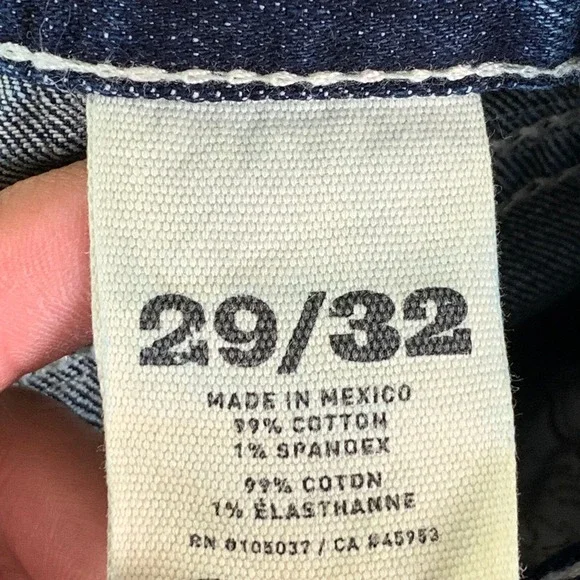 29/32
MADE IN MEXICO
99% COTTON
1% SPANDEX
99% COTON
1% ÉLASTHANNE
RN #105037 / CA #45953